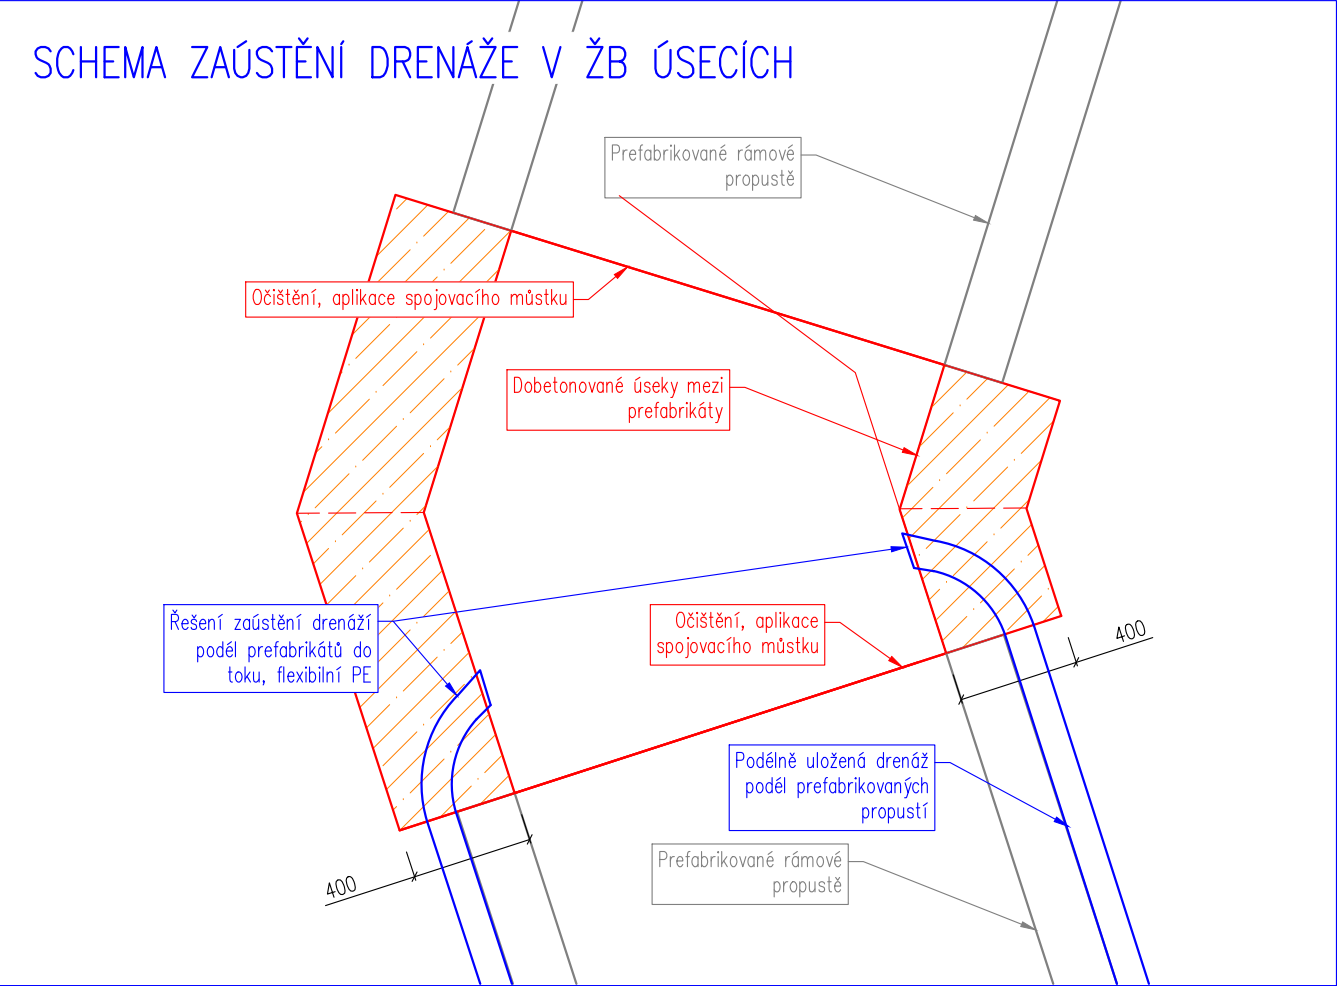 SCHEMA ZAÚSTĚNÍ DRENÁŽE V ŽB ÚSECÍCH
Prefabrikované rámové
propustě
Očištění, aplikace spojovacího můstku
Dobetonované úseky mezi
prefabrikáty
Řešení zaústění drenáží
podél prefabrikátů do
toku, flexibilní PE
Očištění, aplikace
spojovacího můstku
400
Podélně uložená drenáž
podél prefabrikovaných
propustí
Prefabrikované rámové
propustě
400